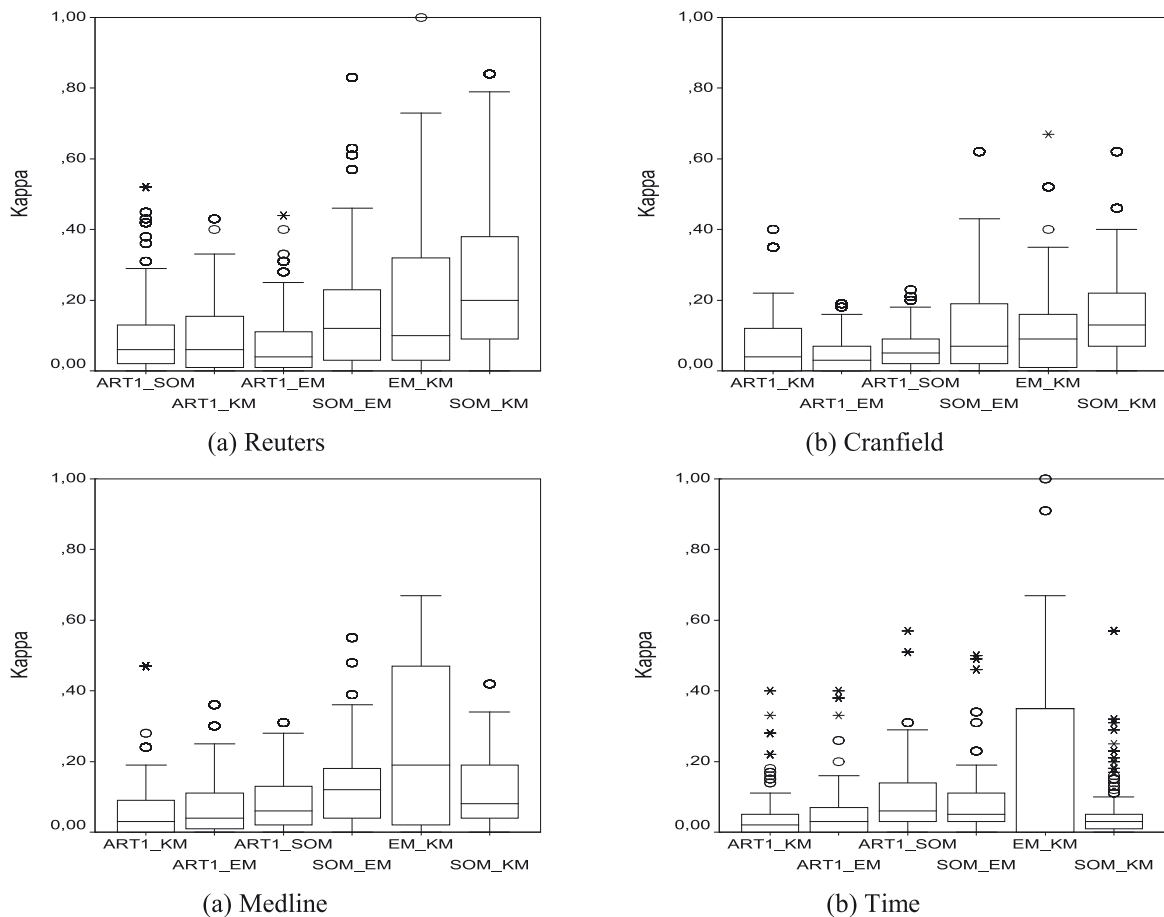 1,00
,80
,60
,40
,20
0,00
Kappa
ART1_SOM ART1_EM EM_KM
ART1_KM SOM_EM SOM_KM
(a) Reuters
1,00
,80
,60
,40
,20
0,00
Kappa
ART1_KM ART1_SOM EM_KM
ART1_EM SOM_EM SOM_KM
(b) Cranfield
1,00
,80
,60
,40
,20
0,00
Kappa
ART1_KM ART1_SOM EM_KM
ART1_EM SOM_EM SOM_KM
(a) Medline
1,00
,80
,60
,40
,20
0,00
Kappa
ART1_KM ART1_SOM EM_KM
ART1_EM SOM_EM SOM_KM
(b) Time